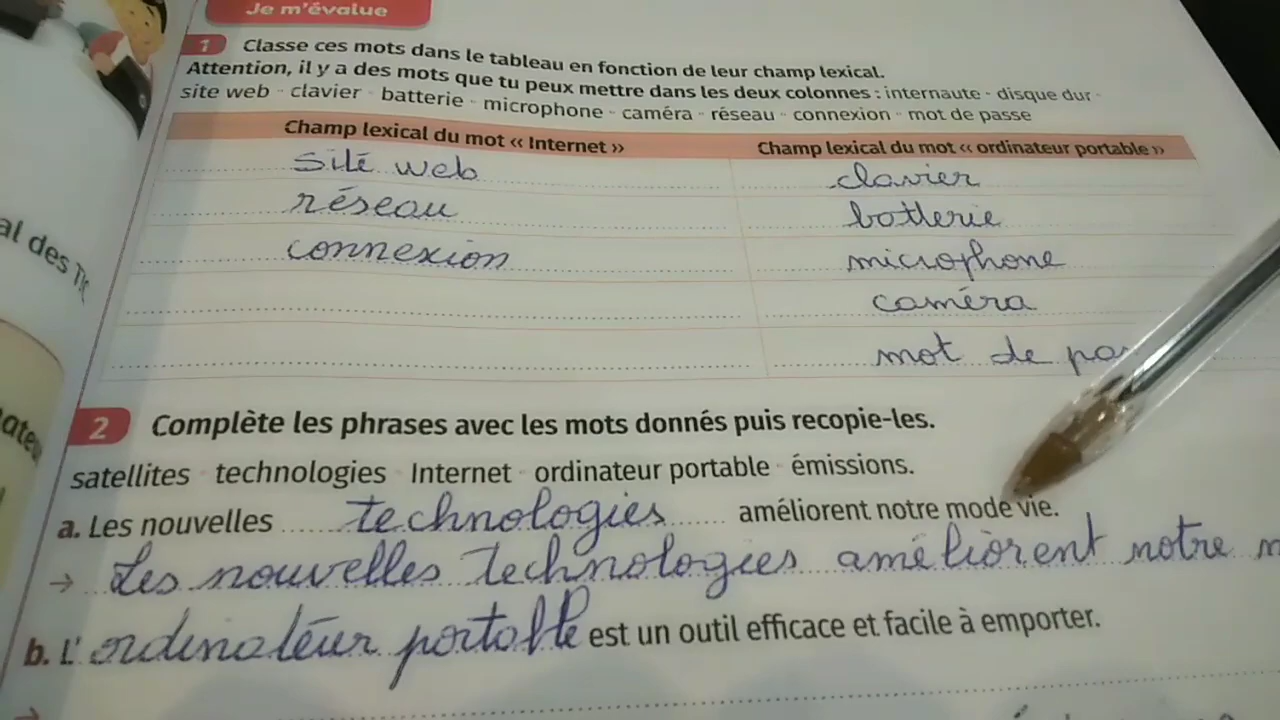 Je m'évalue
1 Classe ces mots dans le tableau en fonction de leur champ lexical.
Attention, il y a des mots que tu peux mettre dans les deux colonnes : internaute - disque dur -
site web - clavier - batterie - microphone - caméra - réseau - connexion - mot de passe
Champ lexical du mot « Internet » Champ lexical du mot « ordinateur portable »
site web clavier
réseau batterie
connexion microphone
caméra
mot de
2 Complète les phrases avec les mots donnés puis recopie-les.
satellites - technologies - Internet - ordinateur portable - émissions.
a. Les nouvelles technologies améliorent notre mode vie.
→ Les nouvelles technologies améliorent notre
b. L' ordinateur portable est un outil efficace et facile à emporter.
al des